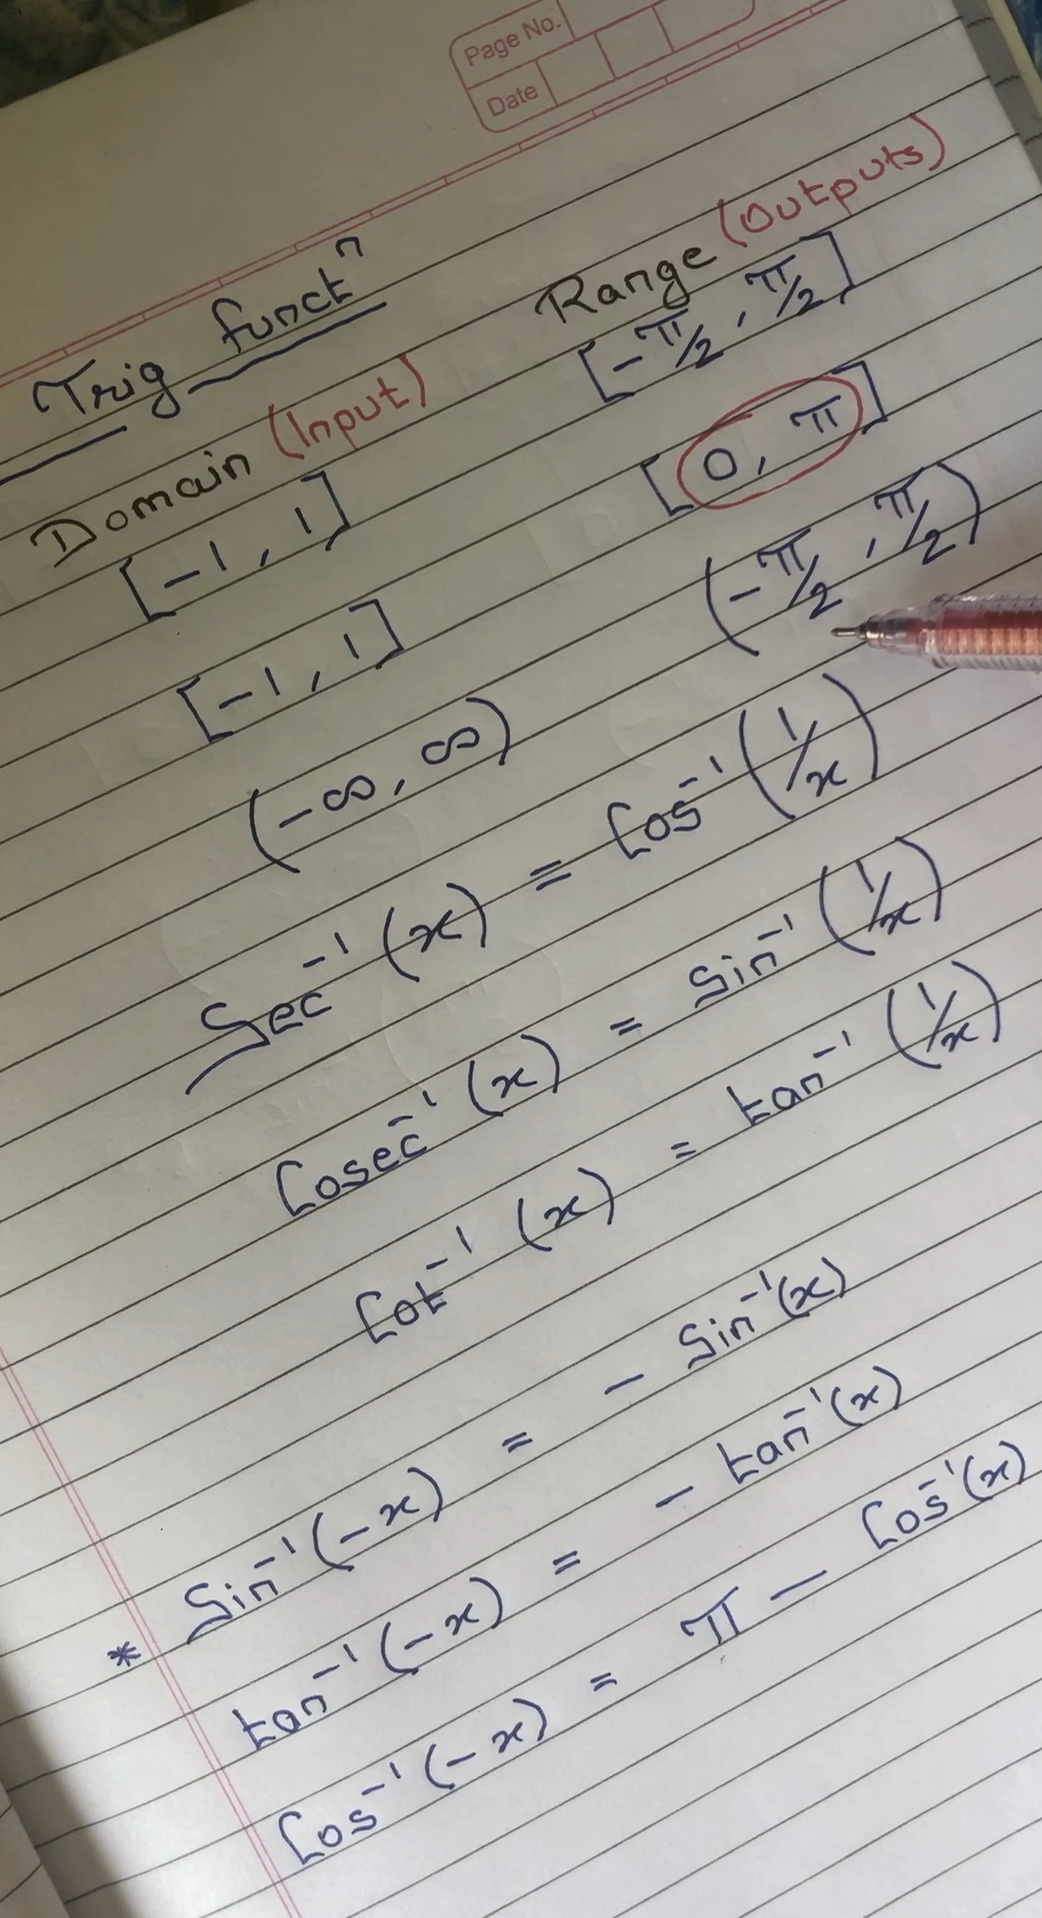 Page No.
Date
Trig functⁿ
Domain (Input) Range (Outputs)
[-1, 1] [-π/2, π/2]
[-1, 1] [0, π]
(-∞, ∞) (-π/2, π/2)
Sec⁻¹(x) = Cos⁻¹(1/x)
Cosec⁻¹(x) = Sin⁻¹(1/x)
Cot⁻¹(x) = tan⁻¹(1/x)
* Sin⁻¹(-x) = - Sin⁻¹(x)
tan⁻¹(-x) = - tan⁻¹(x)
Cos⁻¹(-x) = π - Cos⁻¹(x)